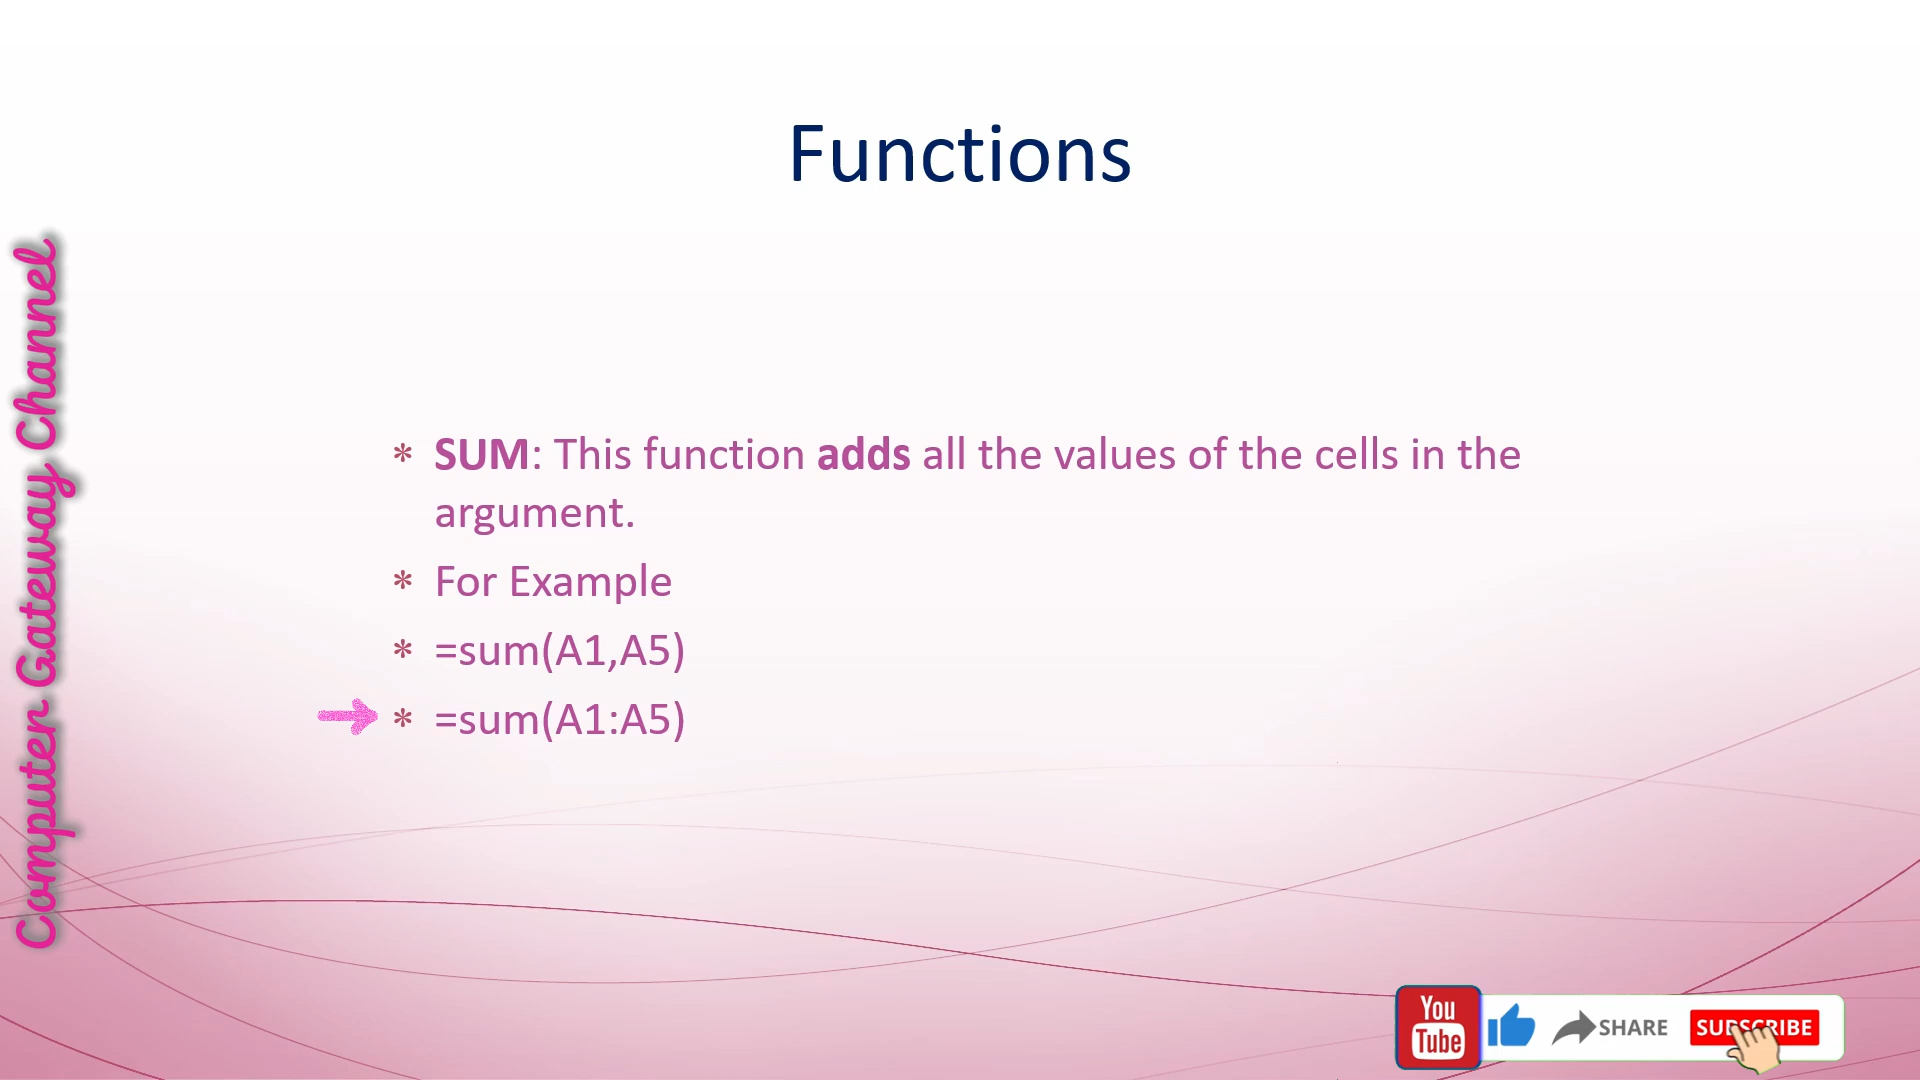 Functions
Computer Gateway Channel
* SUM: This function adds all the values of the cells in the
argument.
* For Example
* =sum(A1,A5)
* =sum(A1:A5)
You
Tube
SHARE
SUBSCRIBE